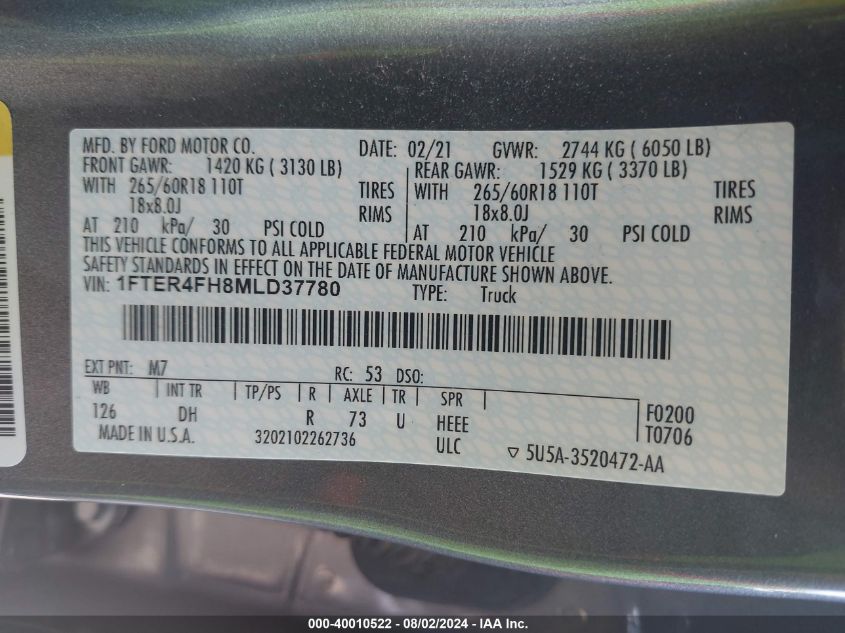 MFD. BY FORD MOTOR CO. DATE: 02/21 GVWR: 2744 KG ( 6050 LB)
FRONT GAWR: 1420 KG ( 3130 LB) REAR GAWR: 1529 KG ( 3370 LB)
WITH 265/60R18 110T TIRES WITH 265/60R18 110T TIRES
18x8.0J RIMS 18x8.0J RIMS
AT 210 kPa/ 30 PSI COLD AT 210 kPa/ 30 PSI COLD
THIS VEHICLE CONFORMS TO ALL APPLICABLE FEDERAL MOTOR VEHICLE
SAFETY STANDARDS IN EFFECT ON THE DATE OF MANUFACTURE SHOWN ABOVE.
VIN: 1FTER4FH8MLD37780 TYPE: Truck
EXT PNT: M7 RC: 53 DSO:
WB INT TR TP/PS R AXLE TR SPR
126 DH R 73 U HEEE F0200
ULC T0706
MADE IN U.S.A. 3202102262736 ▽ 5U5A-3520472-AA
000-40010522 - 08/02/2024 - IAA Inc.